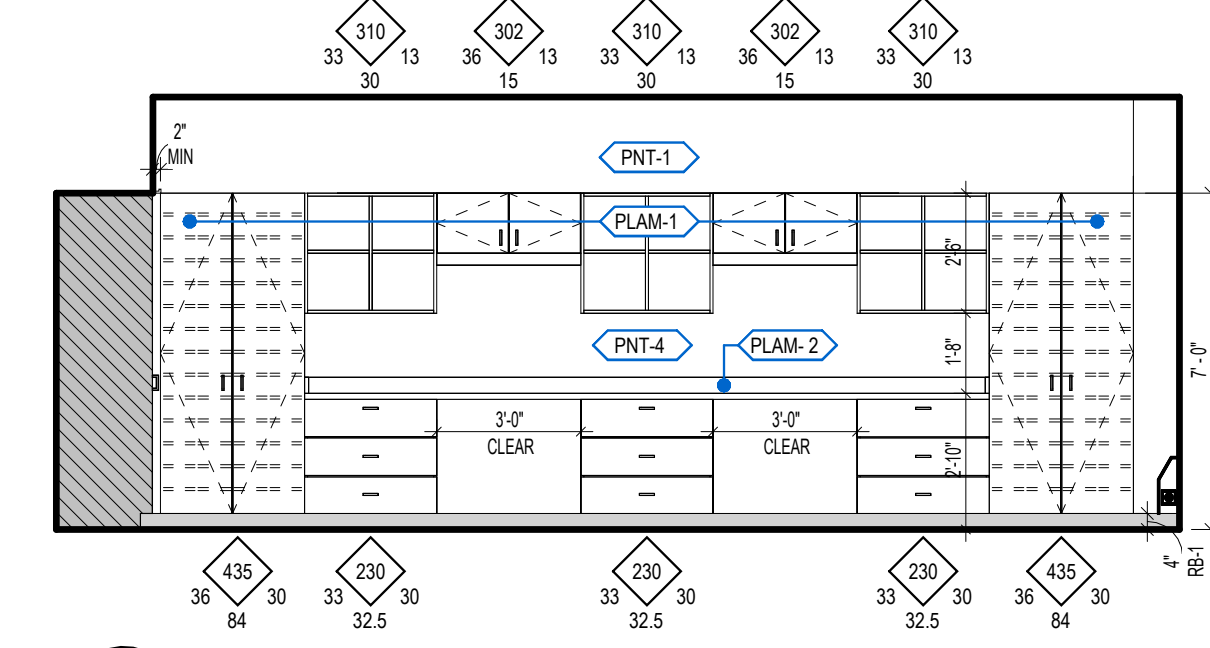 310 302 310 302 310
33 13 36 13 33 13 36 13 33 13
30 15 30 15 30
2"
MIN
PNT-1
PLAM-1
2'-6"
PNT-4
PLAM- 2
1'-8"
7' - 0"
3'-0"
CLEAR
3'-0"
CLEAR
2'-10"
4"
RB-1
435 230 230 230 435
36 30 33 30 33 30 33 30 36 30
84 32.5 32.5 32.5 84